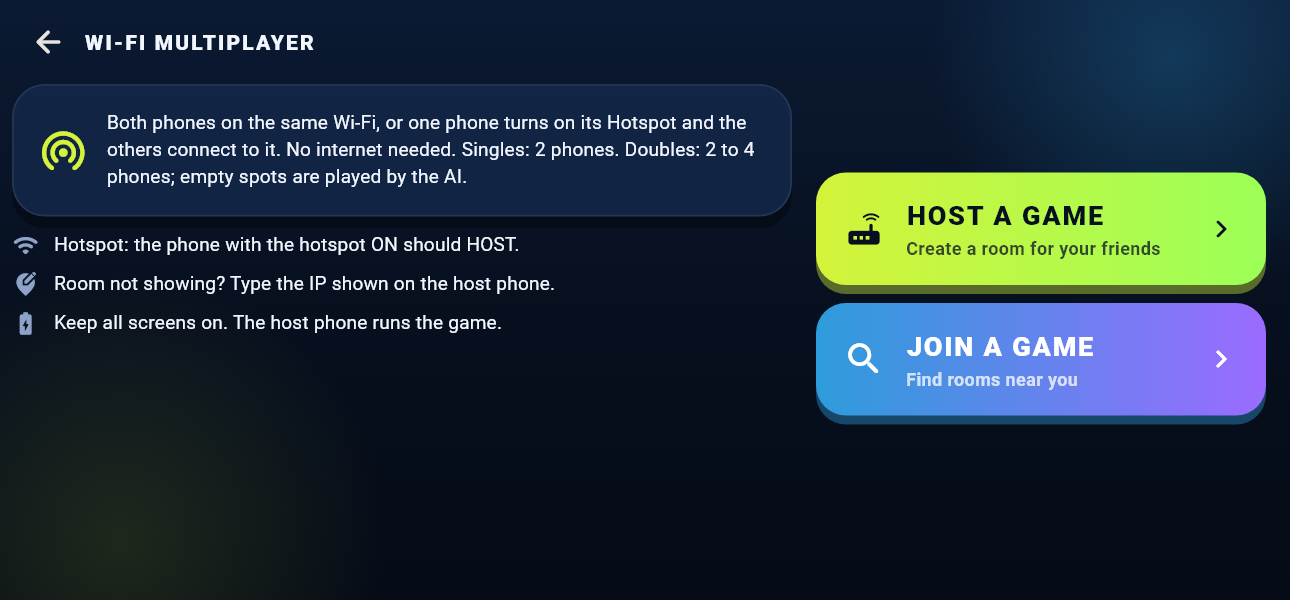 WI-FI MULTIPLAYER
Both phones on the same Wi-Fi, or one phone turns on its Hotspot and the
others connect to it. No internet needed. Singles: 2 phones. Doubles: 2 to 4
phones; empty spots are played by the AI.
Hotspot: the phone with the hotspot ON should HOST.
Room not showing? Type the IP shown on the host phone.
Keep all screens on. The host phone runs the game.
HOST A GAME
Create a room for your friends
JOIN A GAME
Find rooms near you